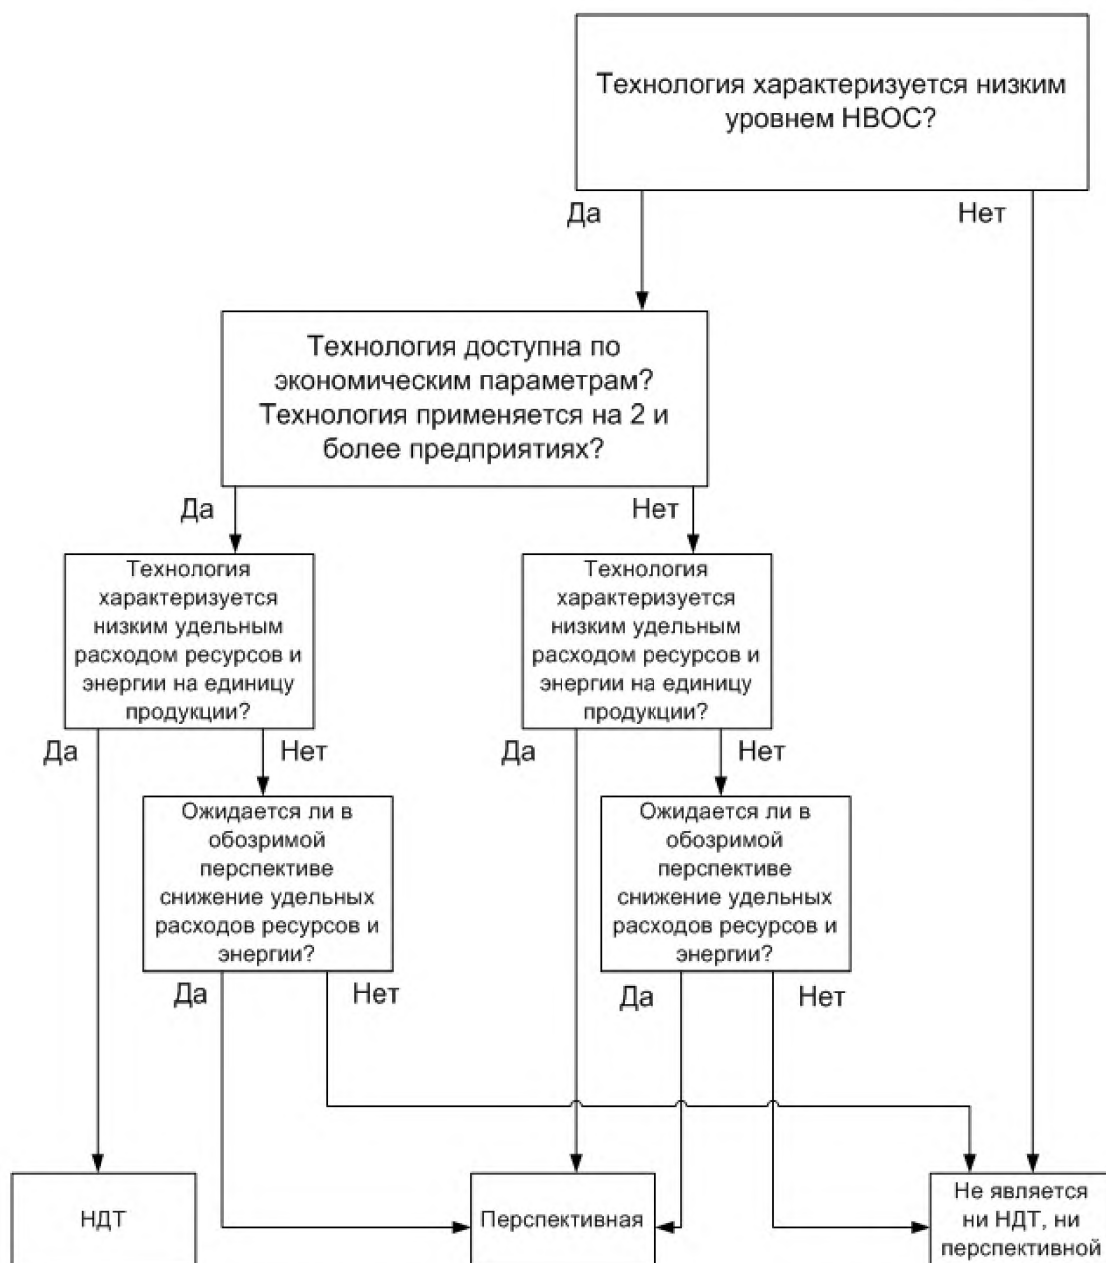 Технология характеризуется низким
уровнем НВОС?
Да
Нет
Технология доступна по
экономическим параметрам?
Технология применяется на 2 и
более предприятиях?
Да
Нет
Технология
характеризуется
низким удельным
расходом ресурсов и
энергии на единицу
продукции?
Технология
характеризуется
низким удельным
расходом ресурсов и
энергии на единицу
продукции?
Да
Нет
Да
Нет
Ожидается ли в
обозримой
перспективе
снижение удельных
расходов ресурсов и
энергии?
Ожидается ли в
обозримой
перспективе
снижение удельных
расходов ресурсов и
энергии?
Да
Нет
Да
Нет
НДТ
Перспективная
Не является
ни НДТ, ни
перспективной